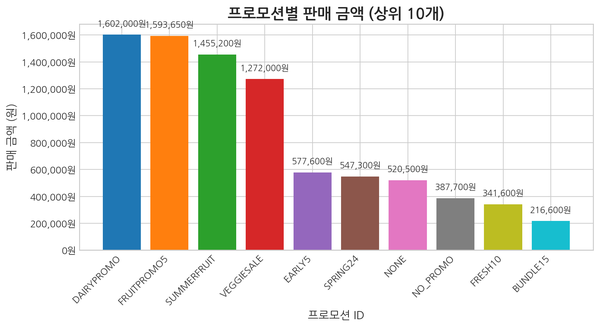 프로모션별 판매 금액 (상위 10개)
1,602,000원
1,593,650원
1,455,200원
1,272,000원
577,600원
547,300원
520,500원
387,700원
341,600원
216,600원
판매 금액 (원)
1,600,000원
1,400,000원
1,200,000원
1,000,000원
800,000원
600,000원
400,000원
200,000원
0원
DAIRYPROMO
FRUITPROMO5
SUMMERFRUIT
VEGGIESALE
EARLY5
SPRING24
NONE
NO_PROMO
FRESH10
BUNDLE15
프로모션 ID